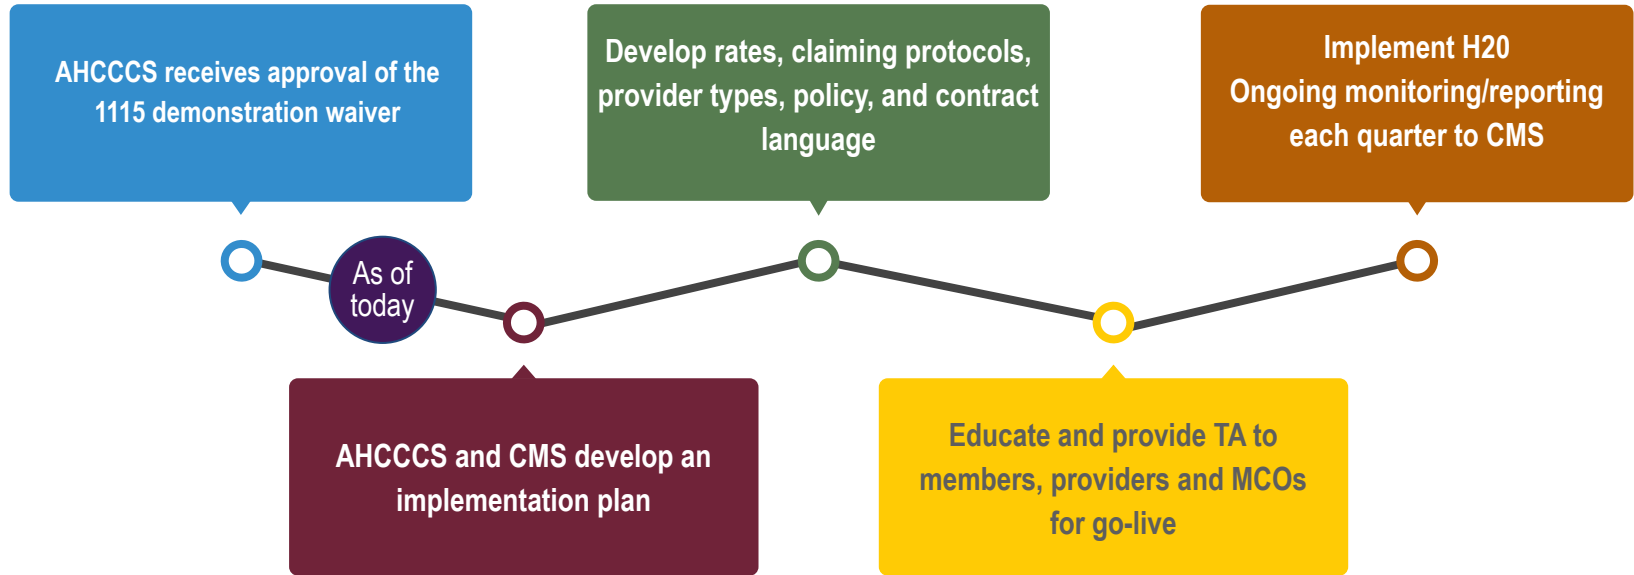 AHCCCS receives approval of the
1115 demonstration waiver
Develop rates, claiming protocols,
provider types, policy, and contract
language
Implement H20
Ongoing monitoring/reporting
each quarter to CMS
As of
today
AHCCCS and CMS develop an
implementation plan
Educate and provide TA to
members, providers and MCOs
for go-live